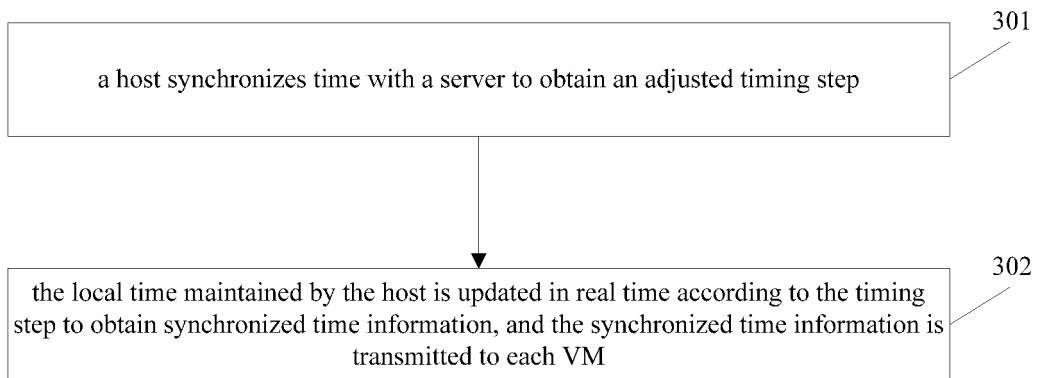 301
a host synchronizes time with a server to obtain an adjusted timing step
302
the local time maintained by the host is updated in real time according to the timing
step to obtain synchronized time information, and the synchronized time information is
transmitted to each VM